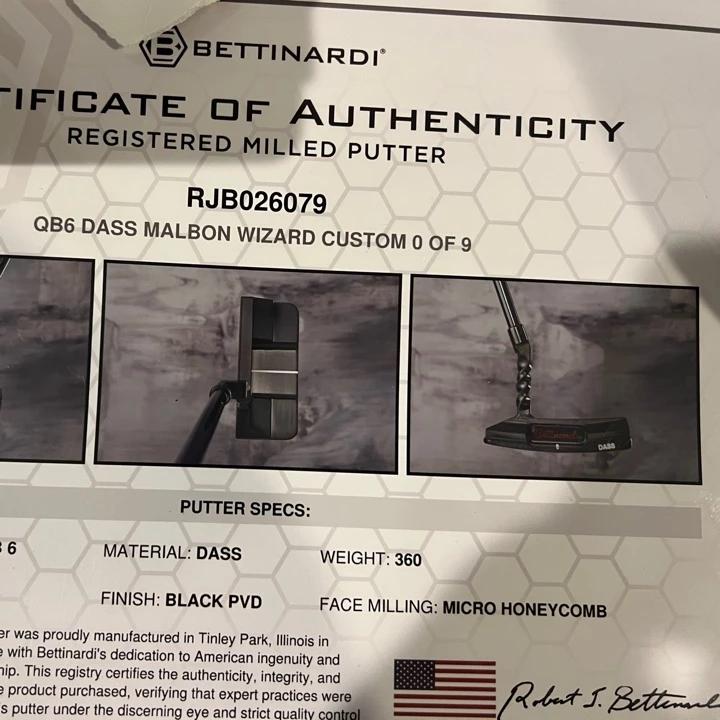 BETTINARDI®
TIFICATE OF AUTHENTICITY
REGISTERED MILLED PUTTER
RJB026079
QB6 DASS MALBON WIZARD CUSTOM 0 OF 9
DASS
PUTTER SPECS:
6 MATERIAL: DASS WEIGHT: 360
FINISH: BLACK PVD FACE MILLING: MICRO HONEYCOMB
er was proudly manufactured in Tinley Park, Illinois in
e with Bettinardi's dedication to American ingenuity and
hip. This registry certifies the authenticity, integrity, and
e product purchased, verifying that expert practices were
s putter under the discerning eye and strict quality control
Robert J. Bettinardi